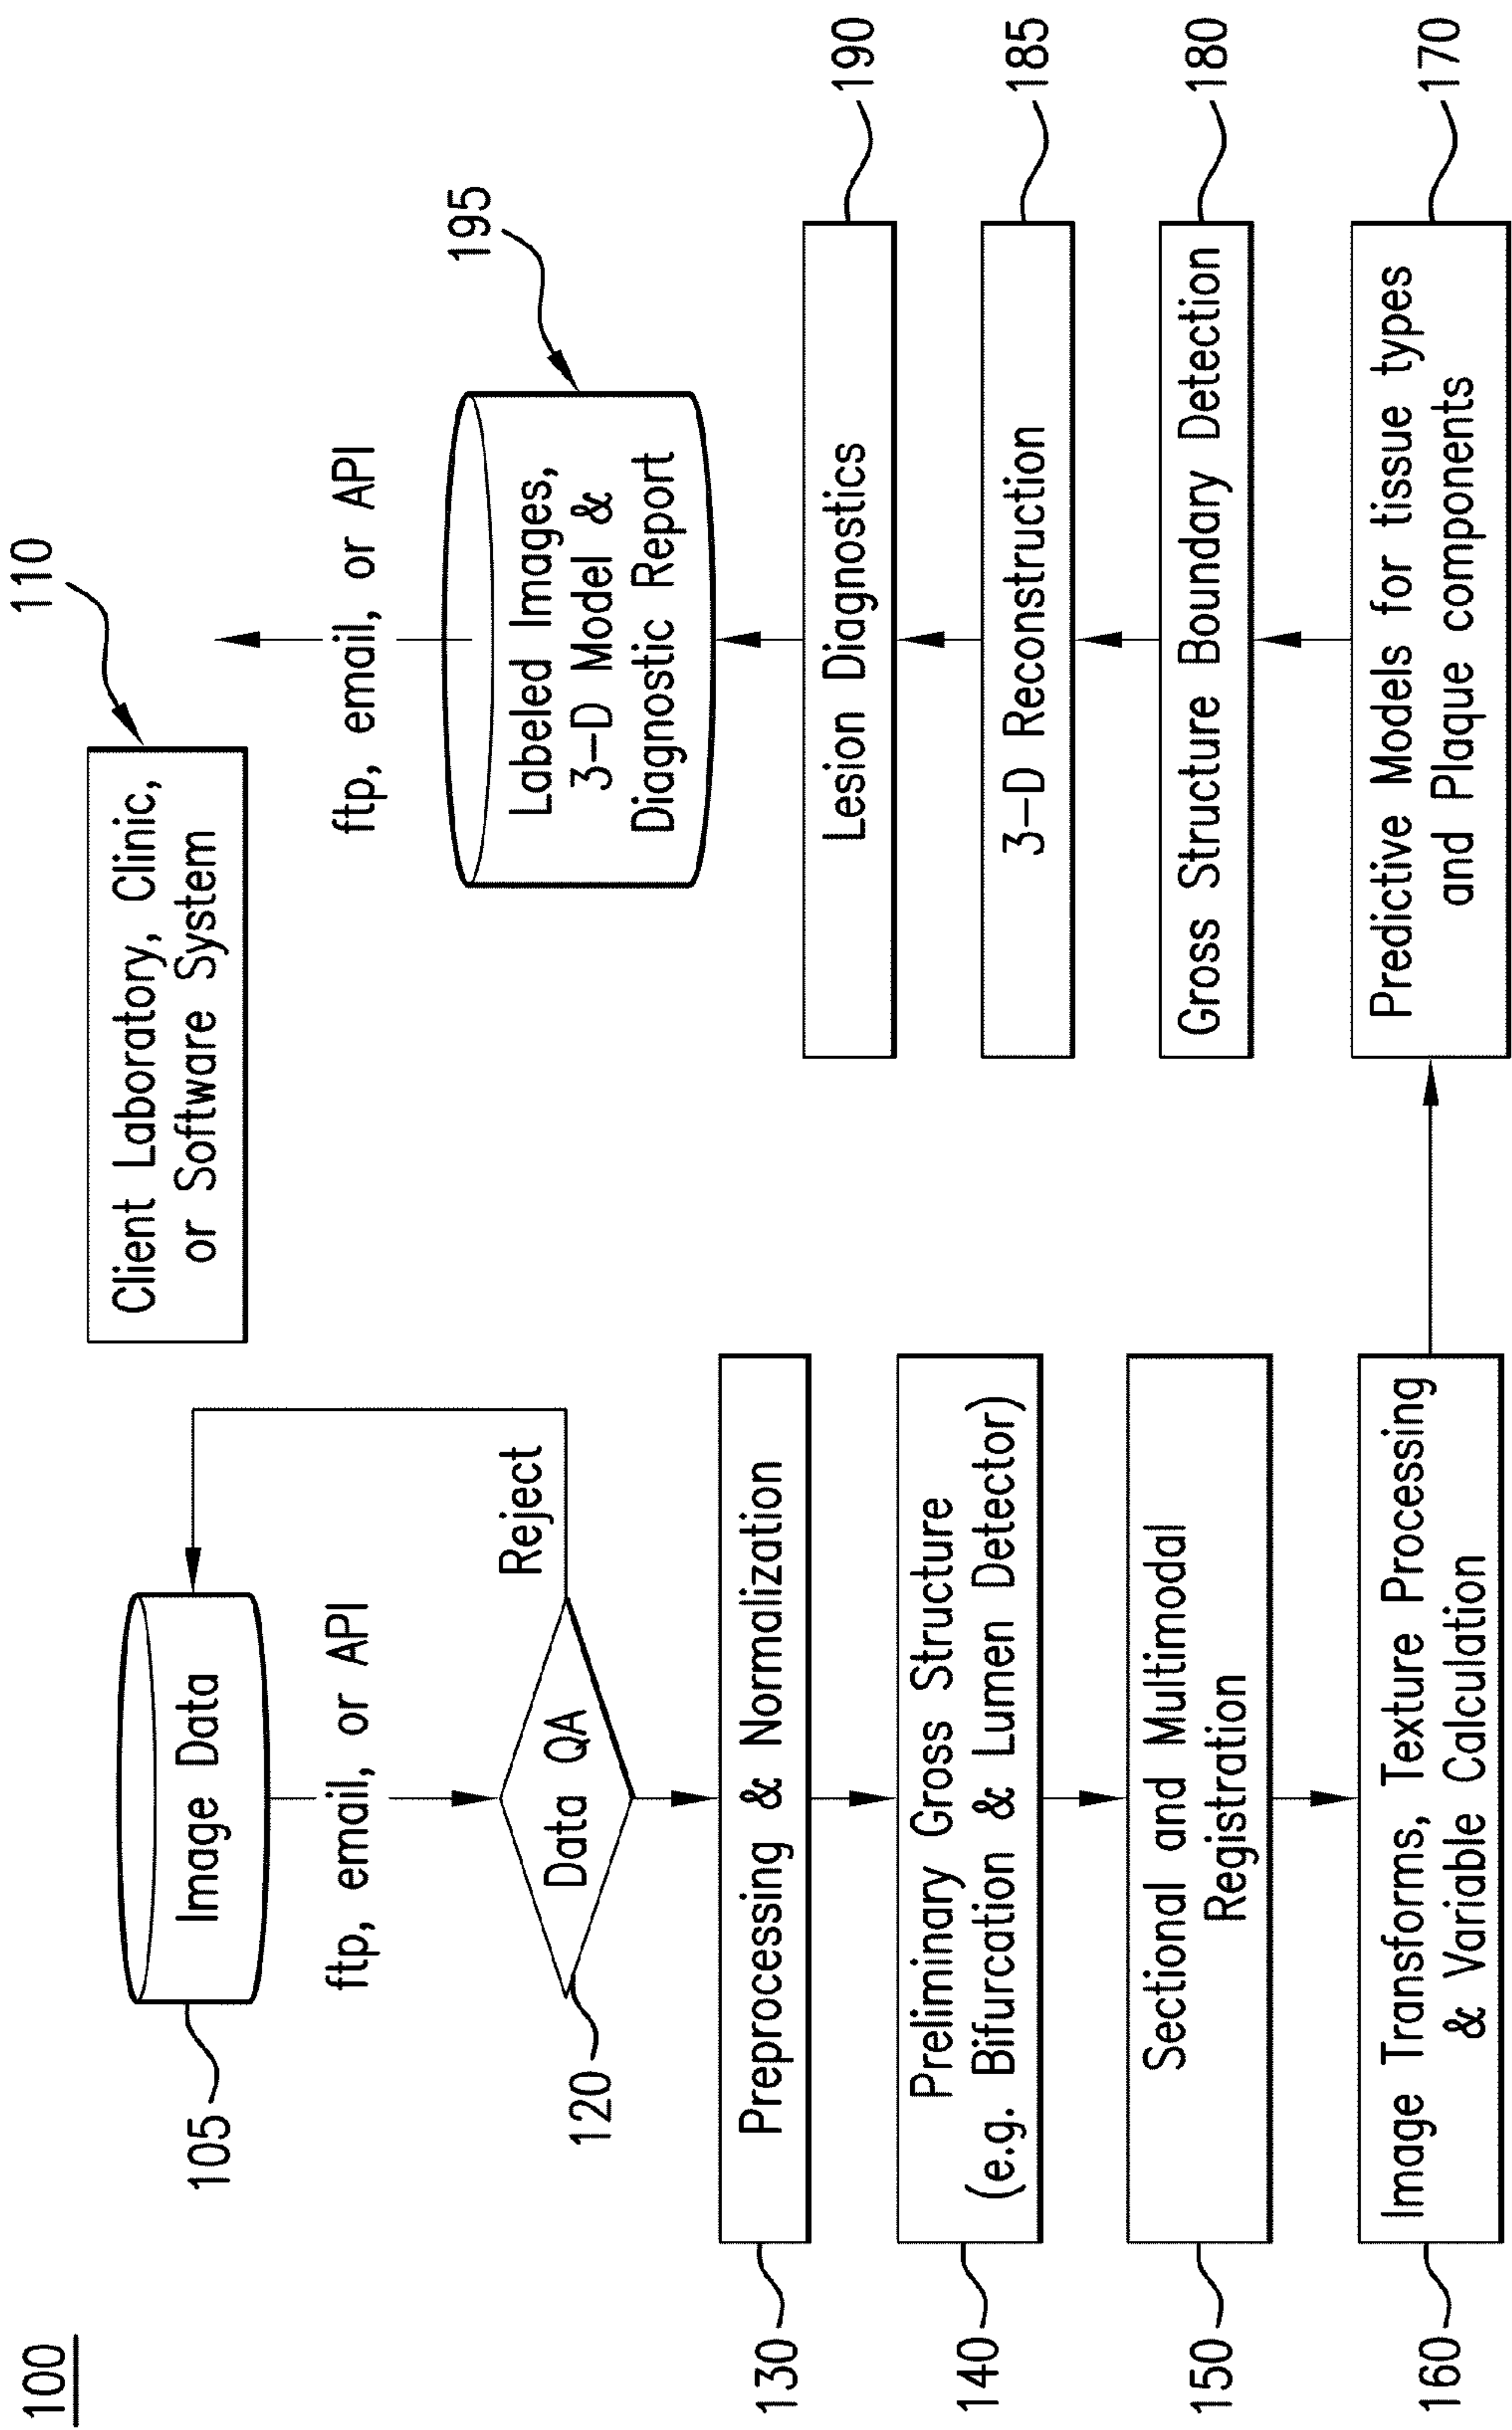 100
110
Client Laboratory, Clinic,
or Software System
105
Image Data
ftp, email, or API
120
Data QA
Reject
130
Preprocessing & Normalization
140
Preliminary Gross Structure
(e.g. Bifurcation & Lumen Detector)
150
Sectional and Multimodal
Registration
160
Image Transforms, Texture Processing
& Variable Calculation
170
Predictive Models for tissue types
and Plaque components
180
Gross Structure Boundary Detection
185
3-D Reconstruction
190
Lesion Diagnostics
195
Labeled Images,
3-D Model &
Diagnostic Report
ftp, email, or API